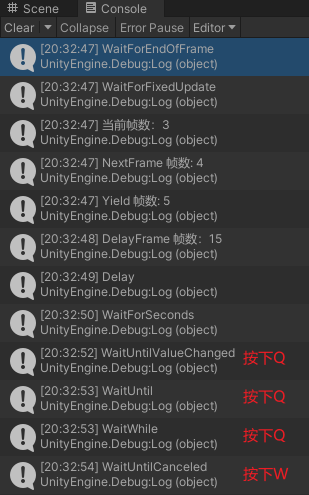 Scene Console
Clear Collapse Error Pause Editor
[20:32:47] WaitForEndOfFrame
UnityEngine.Debug:Log (object)
[20:32:47] WaitForFixedUpdate
UnityEngine.Debug:Log (object)
[20:32:47] 当前帧数：3
UnityEngine.Debug:Log (object)
[20:32:47] NextFrame 帧数: 4
UnityEngine.Debug:Log (object)
[20:32:47] Yield 帧数: 5
UnityEngine.Debug:Log (object)
[20:32:48] DelayFrame 帧数：15
UnityEngine.Debug:Log (object)
[20:32:49] Delay
UnityEngine.Debug:Log (object)
[20:32:50] WaitForSeconds
UnityEngine.Debug:Log (object)
[20:32:52] WaitUntilValueChanged 按下Q
UnityEngine.Debug:Log (object)
[20:32:53] WaitUntil 按下Q
UnityEngine.Debug:Log (object)
[20:32:53] WaitWhile 按下Q
UnityEngine.Debug:Log (object)
[20:32:54] WaitUntilCanceled 按下W
UnityEngine.Debug:Log (object)